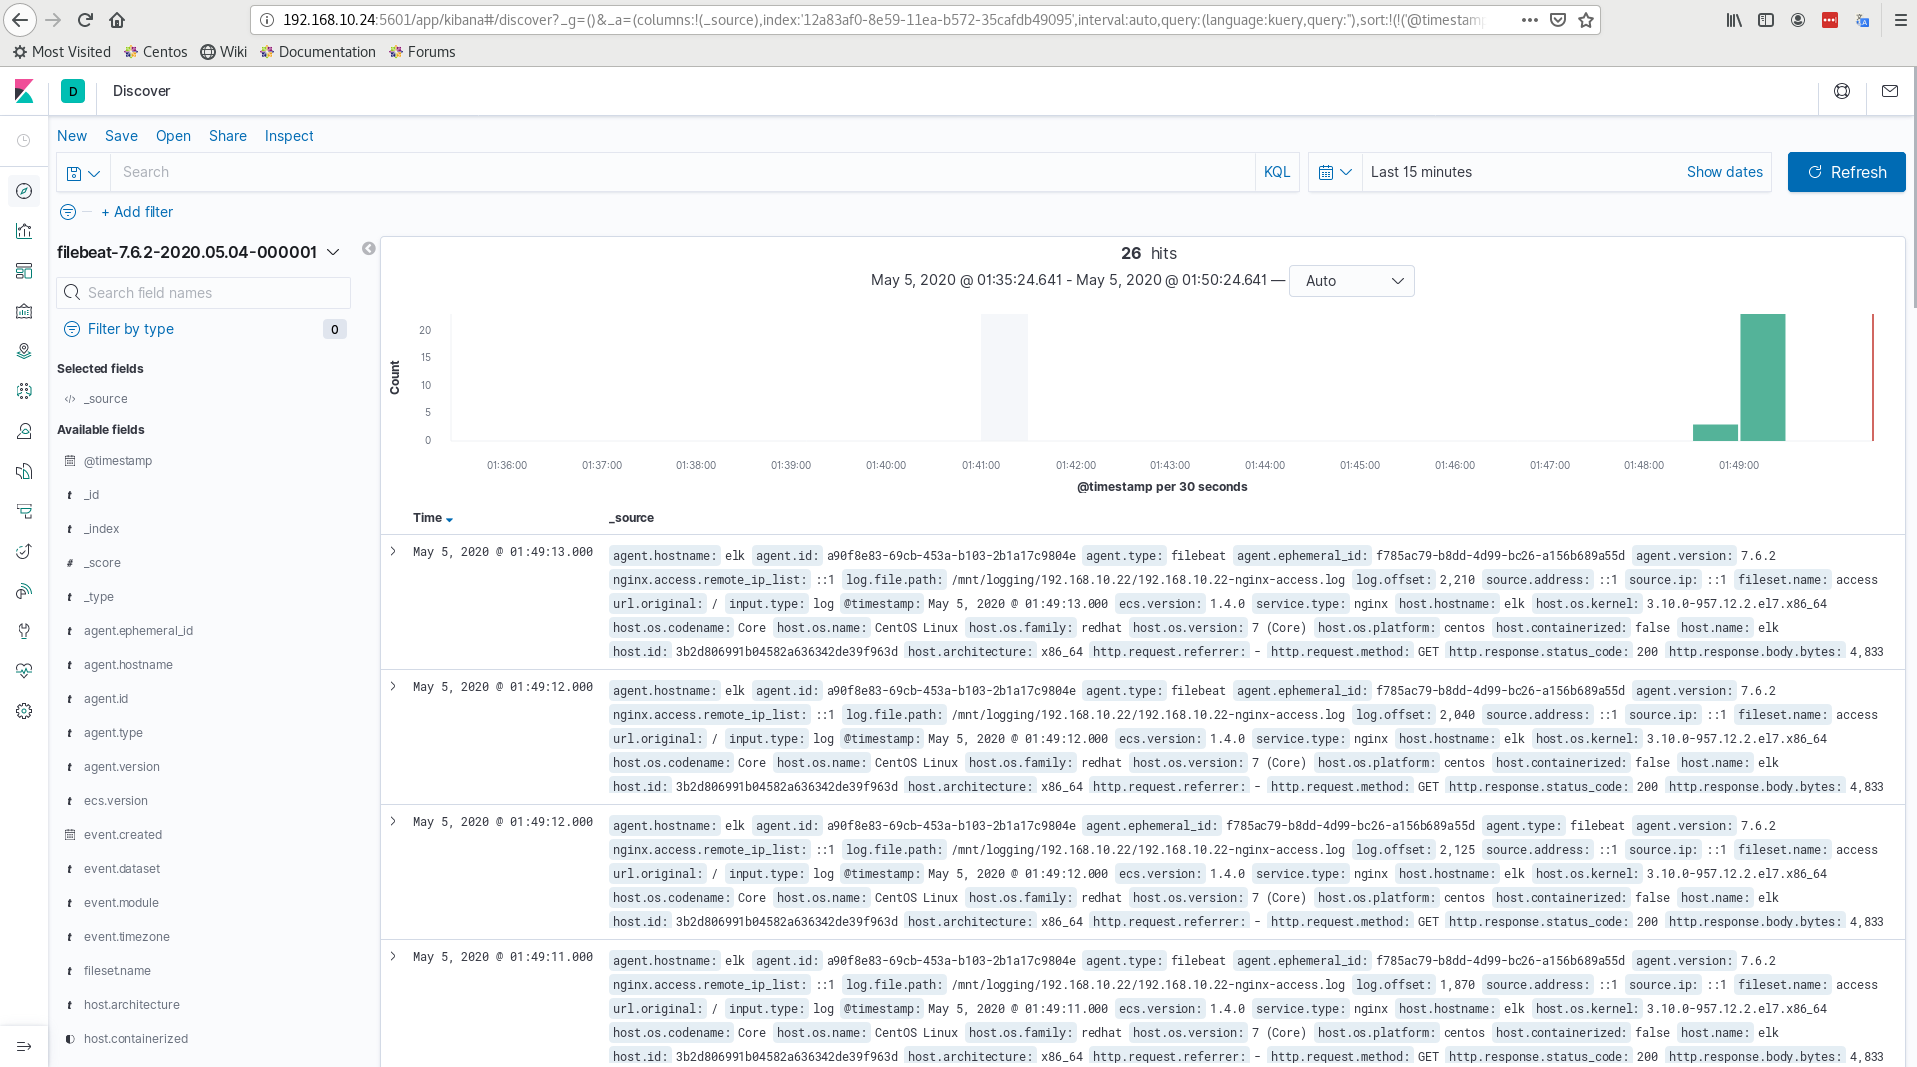 192.168.10.24:5601/app/kibana#/discover?_g=()&_a=(columns:!(_source),index:'12a83af0-8e59-11ea-b572-35cafdb49095',interval:auto,query:(language:kuery,query:''),sort:!(!('@timestamp
Most Visited Centos Wiki Documentation Forums
D Discover
New Save Open Share Inspect
Search KQL Last 15 minutes Show dates Refresh
+ Add filter
filebeat-7.6.2-2020.05.04-000001
Search field names
Filter by type 0
Selected fields
</> _source
Available fields
@timestamp
t _id
t _index
# _score
t _type
t agent.ephemeral_id
t agent.hostname
t agent.id
t agent.type
t agent.version
t ecs.version
event.created
t event.dataset
t event.module
t event.timezone
t fileset.name
t host.architecture
host.containerized
26 hits
May 5, 2020 @ 01:35:24.641 - May 5, 2020 @ 01:50:24.641 — Auto
Count
20
15
10
5
0
01:36:00 01:37:00 01:38:00 01:39:00 01:40:00 01:41:00 01:42:00 01:43:00 01:44:00 01:45:00 01:46:00 01:47:00 01:48:00 01:49:00
@timestamp per 30 seconds
Time _source
May 5, 2020 @ 01:49:13.000 agent.hostname: elk agent.id: a90f8e83-69cb-453a-b103-2b1a17c9804e agent.type: filebeat agent.ephemeral_id: f785ac79-b8dd-4d99-bc26-a156b689a55d agent.version: 7.6.2
nginx.access.remote_ip_list: ::1 log.file.path: /mnt/logging/192.168.10.22/192.168.10.22-nginx-access.log log.offset: 2,210 source.address: ::1 source.ip: ::1 fileset.name: access
url.original: / input.type: log @timestamp: May 5, 2020 @ 01:49:13.000 ecs.version: 1.4.0 service.type: nginx host.hostname: elk host.os.kernel: 3.10.0-957.12.2.el7.x86_64
host.os.codename: Core host.os.name: CentOS Linux host.os.family: redhat host.os.version: 7 (Core) host.os.platform: centos host.containerized: false host.name: elk
host.id: 3b2d806991b04582a636342de39f963d host.architecture: x86_64 http.request.referrer: - http.request.method: GET http.response.status_code: 200 http.response.body.bytes: 4,833
May 5, 2020 @ 01:49:12.000 agent.hostname: elk agent.id: a90f8e83-69cb-453a-b103-2b1a17c9804e agent.type: filebeat agent.ephemeral_id: f785ac79-b8dd-4d99-bc26-a156b689a55d agent.version: 7.6.2
nginx.access.remote_ip_list: ::1 log.file.path: /mnt/logging/192.168.10.22/192.168.10.22-nginx-access.log log.offset: 2,040 source.address: ::1 source.ip: ::1 fileset.name: access
url.original: / input.type: log @timestamp: May 5, 2020 @ 01:49:12.000 ecs.version: 1.4.0 service.type: nginx host.hostname: elk host.os.kernel: 3.10.0-957.12.2.el7.x86_64
host.os.codename: Core host.os.name: CentOS Linux host.os.family: redhat host.os.version: 7 (Core) host.os.platform: centos host.containerized: false host.name: elk
host.id: 3b2d806991b04582a636342de39f963d host.architecture: x86_64 http.request.referrer: - http.request.method: GET http.response.status_code: 200 http.response.body.bytes: 4,833
May 5, 2020 @ 01:49:12.000 agent.hostname: elk agent.id: a90f8e83-69cb-453a-b103-2b1a17c9804e agent.ephemeral_id: f785ac79-b8dd-4d99-bc26-a156b689a55d agent.type: filebeat agent.version: 7.6.2
nginx.access.remote_ip_list: ::1 log.file.path: /mnt/logging/192.168.10.22/192.168.10.22-nginx-access.log log.offset: 2,125 source.address: ::1 source.ip: ::1 fileset.name: access
url.original: / input.type: log @timestamp: May 5, 2020 @ 01:49:12.000 ecs.version: 1.4.0 service.type: nginx host.hostname: elk host.os.kernel: 3.10.0-957.12.2.el7.x86_64
host.os.codename: Core host.os.name: CentOS Linux host.os.family: redhat host.os.version: 7 (Core) host.os.platform: centos host.containerized: false host.name: elk
host.id: 3b2d806991b04582a636342de39f963d host.architecture: x86_64 http.request.referrer: - http.request.method: GET http.response.status_code: 200 http.response.body.bytes: 4,833
May 5, 2020 @ 01:49:11.000 agent.hostname: elk agent.id: a90f8e83-69cb-453a-b103-2b1a17c9804e agent.type: filebeat agent.ephemeral_id: f785ac79-b8dd-4d99-bc26-a156b689a55d agent.version: 7.6.2
nginx.access.remote_ip_list: ::1 log.file.path: /mnt/logging/192.168.10.22/192.168.10.22-nginx-access.log log.offset: 1,870 source.address: ::1 source.ip: ::1 fileset.name: access
url.original: / input.type: log @timestamp: May 5, 2020 @ 01:49:11.000 ecs.version: 1.4.0 service.type: nginx host.hostname: elk host.os.kernel: 3.10.0-957.12.2.el7.x86_64
host.os.codename: Core host.os.name: CentOS Linux host.os.family: redhat host.os.version: 7 (Core) host.os.platform: centos host.containerized: false host.name: elk
host.id: 3b2d806991b04582a636342de39f963d host.architecture: x86_64 http.request.referrer: - http.request.method: GET http.response.status_code: 200 http.response.body.bytes: 4,833